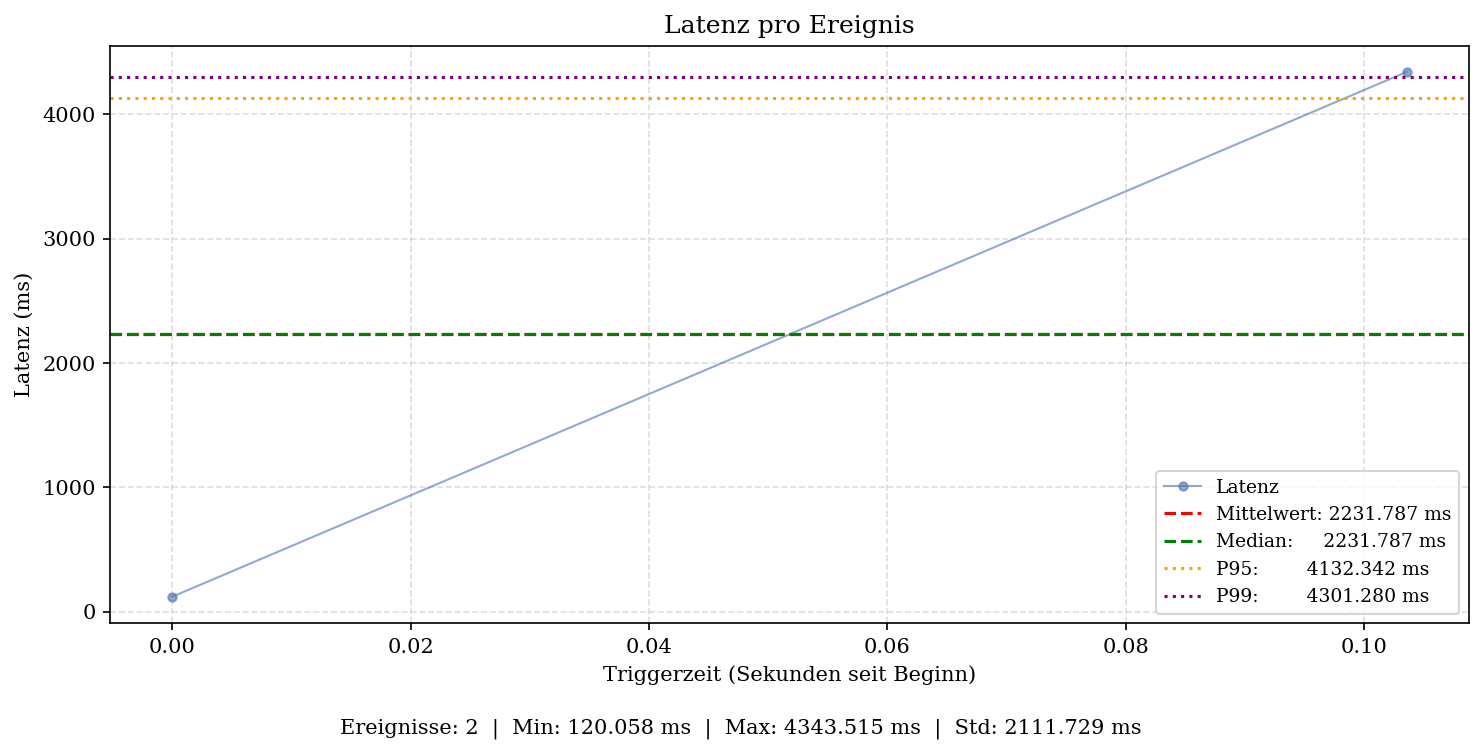 Latenz pro Ereignis
Latenz (ms)
4000
3000
2000
1000
0
0.00 0.02 0.04 0.06 0.08 0.10
Triggerzeit (Sekunden seit Beginn)
Latenz
Mittelwert: 2231.787 ms
Median: 2231.787 ms
P95: 4132.342 ms
P99: 4301.280 ms
Ereignisse: 2 | Min: 120.058 ms | Max: 4343.515 ms | Std: 2111.729 ms